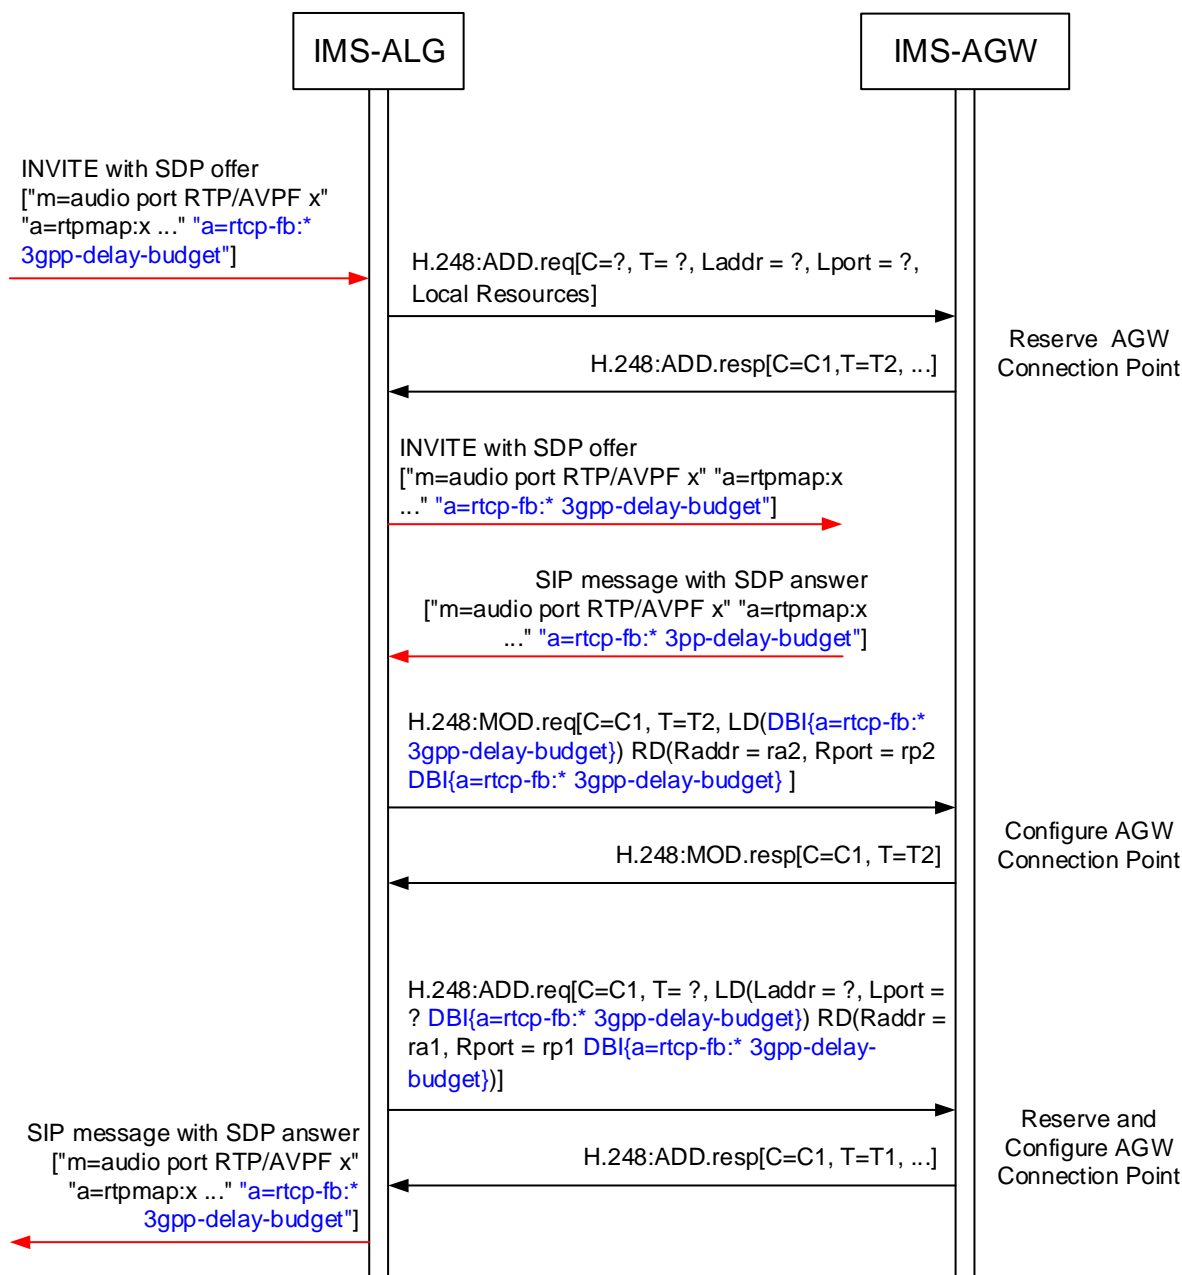 IMS-ALG
IMS-AGW
INVITE with SDP offer
["m=audio port RTP/AVPF x"
"a=rtpmap:x ..." "a=rtcp-fb:*
3gpp-delay-budget"]
H.248:ADD.req[C=?, T= ?, Laddr = ?, Lport = ?,
Local Resources]
Reserve AGW
Connection Point
H.248:ADD.resp[C=C1,T=T2, ...]
INVITE with SDP offer
["m=audio port RTP/AVPF x" "a=rtpmap:x
..." "a=rtcp-fb:* 3gpp-delay-budget"]
SIP message with SDP answer
["m=audio port RTP/AVPF x" "a=rtpmap:x
..." "a=rtcp-fb:* 3pp-delay-budget"]
H.248:MOD.req[C=C1, T=T2, LD(DBI{a=rtcp-fb:*
3gpp-delay-budget}) RD(Raddr = ra2, Rport = rp2
DBI{a=rtcp-fb:* 3gpp-delay-budget} ]
Configure AGW
Connection Point
H.248:MOD.resp[C=C1, T=T2]
H.248:ADD.req[C=C1, T= ?, LD(Laddr = ?, Lport =
? DBI{a=rtcp-fb:* 3gpp-delay-budget}) RD(Raddr =
ra1, Rport = rp1 DBI{a=rtcp-fb:* 3gpp-delay-
budget})]
Reserve and
Configure AGW
Connection Point
H.248:ADD.resp[C=C1, T=T1, ...]
SIP message with SDP answer
["m=audio port RTP/AVPF x"
"a=rtpmap:x ..." "a=rtcp-fb:*
3gpp-delay-budget"]